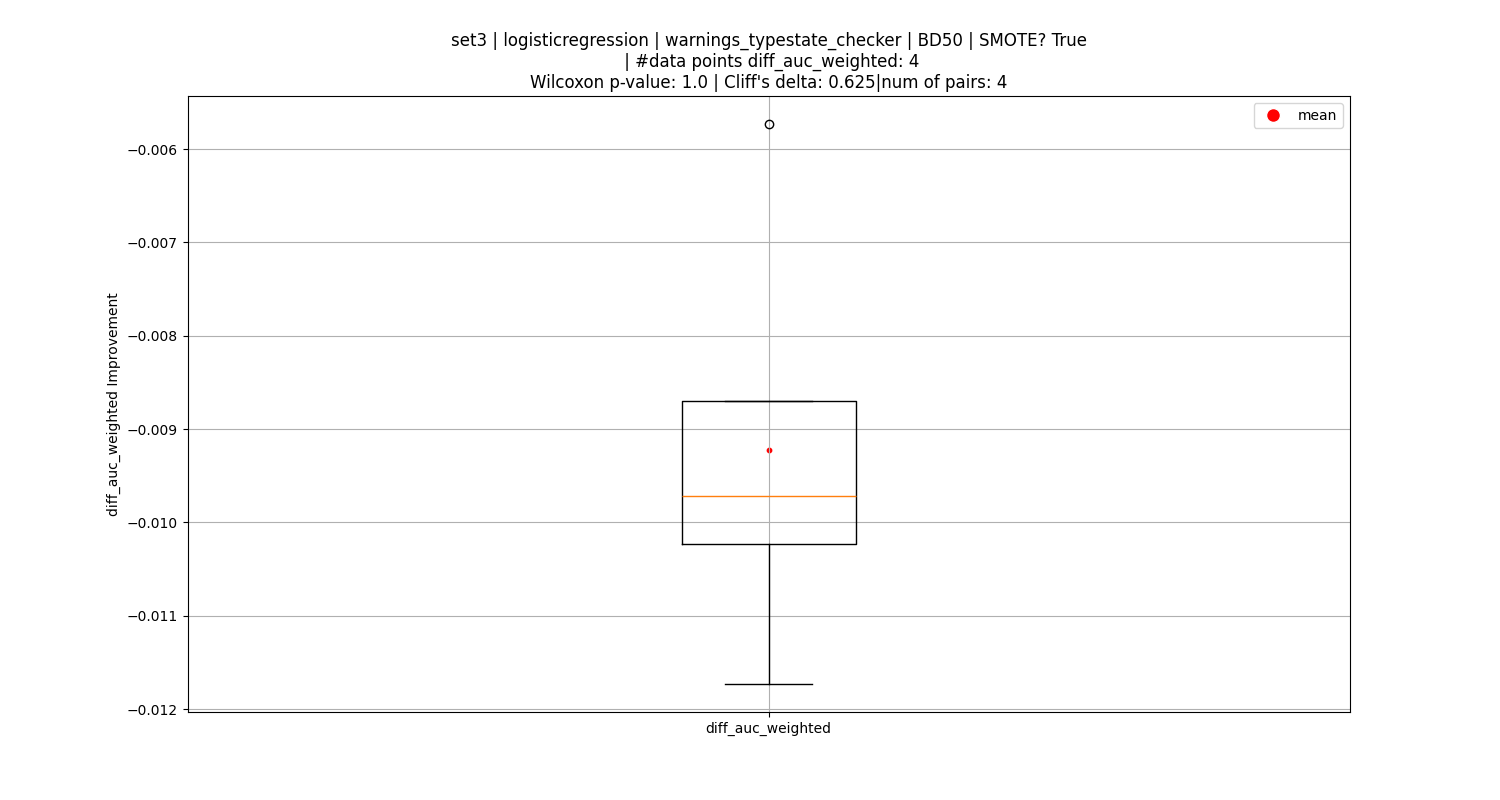 set3 | logisticregression | warnings_typestate_checker | BD50 | SMOTE? True
| #data points diff_auc_weighted: 4
Wilcoxon p-value: 1.0 | Cliff's delta: 0.625|num of pairs: 4
mean
−0.006
−0.007
−0.008
−0.009
−0.010
−0.011
−0.012
diff_auc_weighted Improvement
diff_auc_weighted